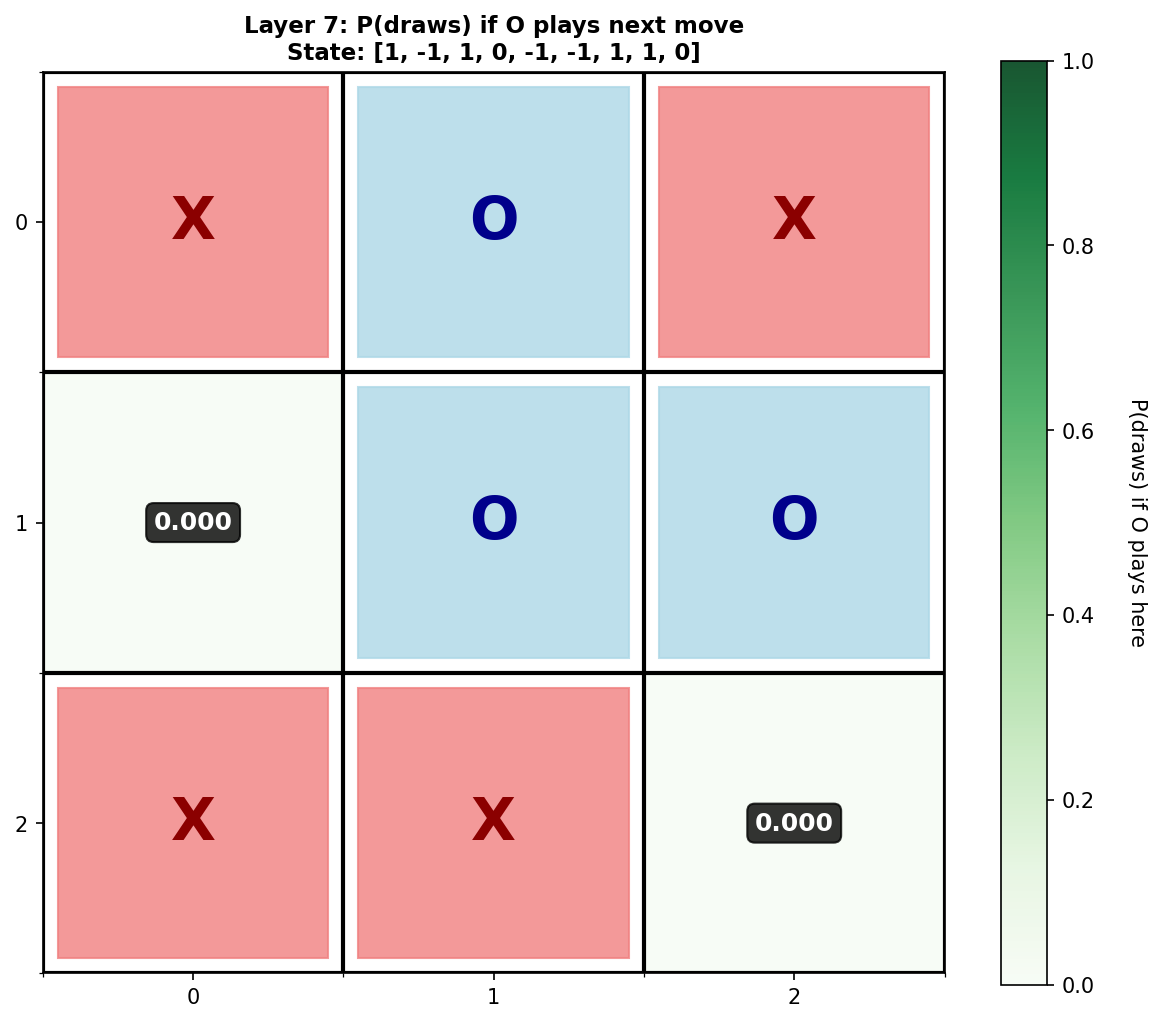 Layer 7: P(draws) if O plays next move
State: [1, -1, 1, 0, -1, -1, 1, 1, 0]
X O X
0.000 O O
X X 0.000
0
1
2
0 1 2
1.0
0.8
0.6
0.4
0.2
0.0
P(draws) if O plays here